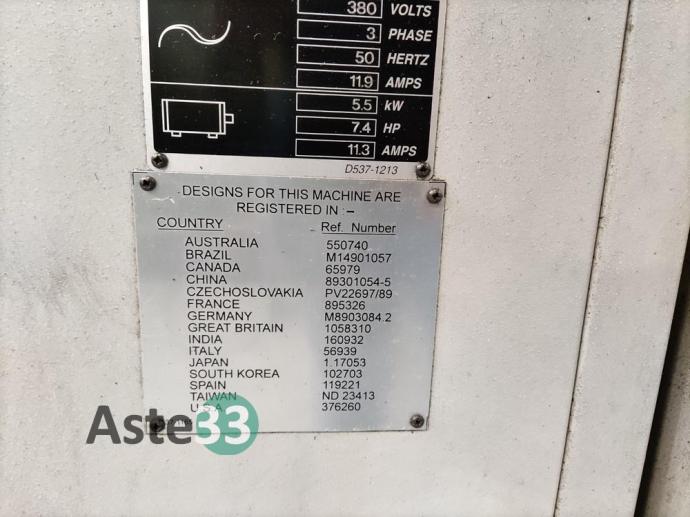 380 VOLTS
3 PHASE
50 HERTZ
11.9 AMPS
5.5 kW
7.4 HP
11.3 AMPS
D537-1213
DESIGNS FOR THIS MACHINE ARE
REGISTERED IN :–
COUNTRY Ref. Number
AUSTRALIA 550740
BRAZIL M14901057
CANADA 65979
CHINA 89301054-5
CZECHOSLOVAKIA PV22697/89
FRANCE 895326
GERMANY M8903084.2
GREAT BRITAIN 1058310
INDIA 160932
ITALY 56939
JAPAN 1.17053
SOUTH KOREA 102703
SPAIN 119221
TAIWAN ND 23413
U.S.A 376260
Aste33